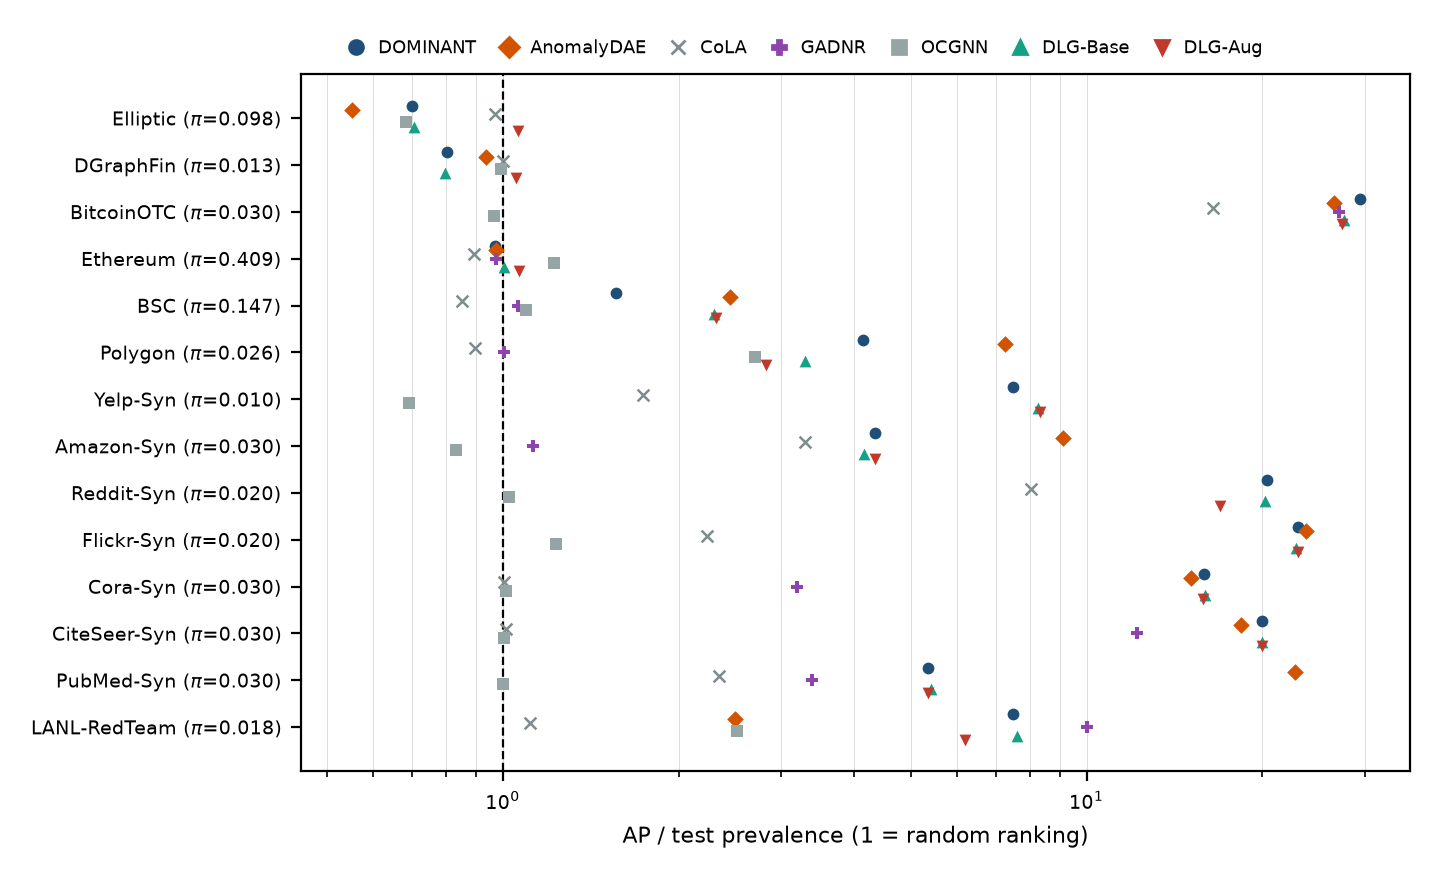 DOMINANT AnomalyDAE CoLA GADNR OCGNN DLG-Base DLG-Aug
Elliptic (π=0.098)
DGraphFin (π=0.013)
BitcoinOTC (π=0.030)
Ethereum (π=0.409)
BSC (π=0.147)
Polygon (π=0.026)
Yelp-Syn (π=0.010)
Amazon-Syn (π=0.030)
Reddit-Syn (π=0.020)
Flickr-Syn (π=0.020)
Cora-Syn (π=0.030)
CiteSeer-Syn (π=0.030)
PubMed-Syn (π=0.030)
LANL-RedTeam (π=0.018)
10⁰ 10¹
AP / test prevalence (1 = random ranking)